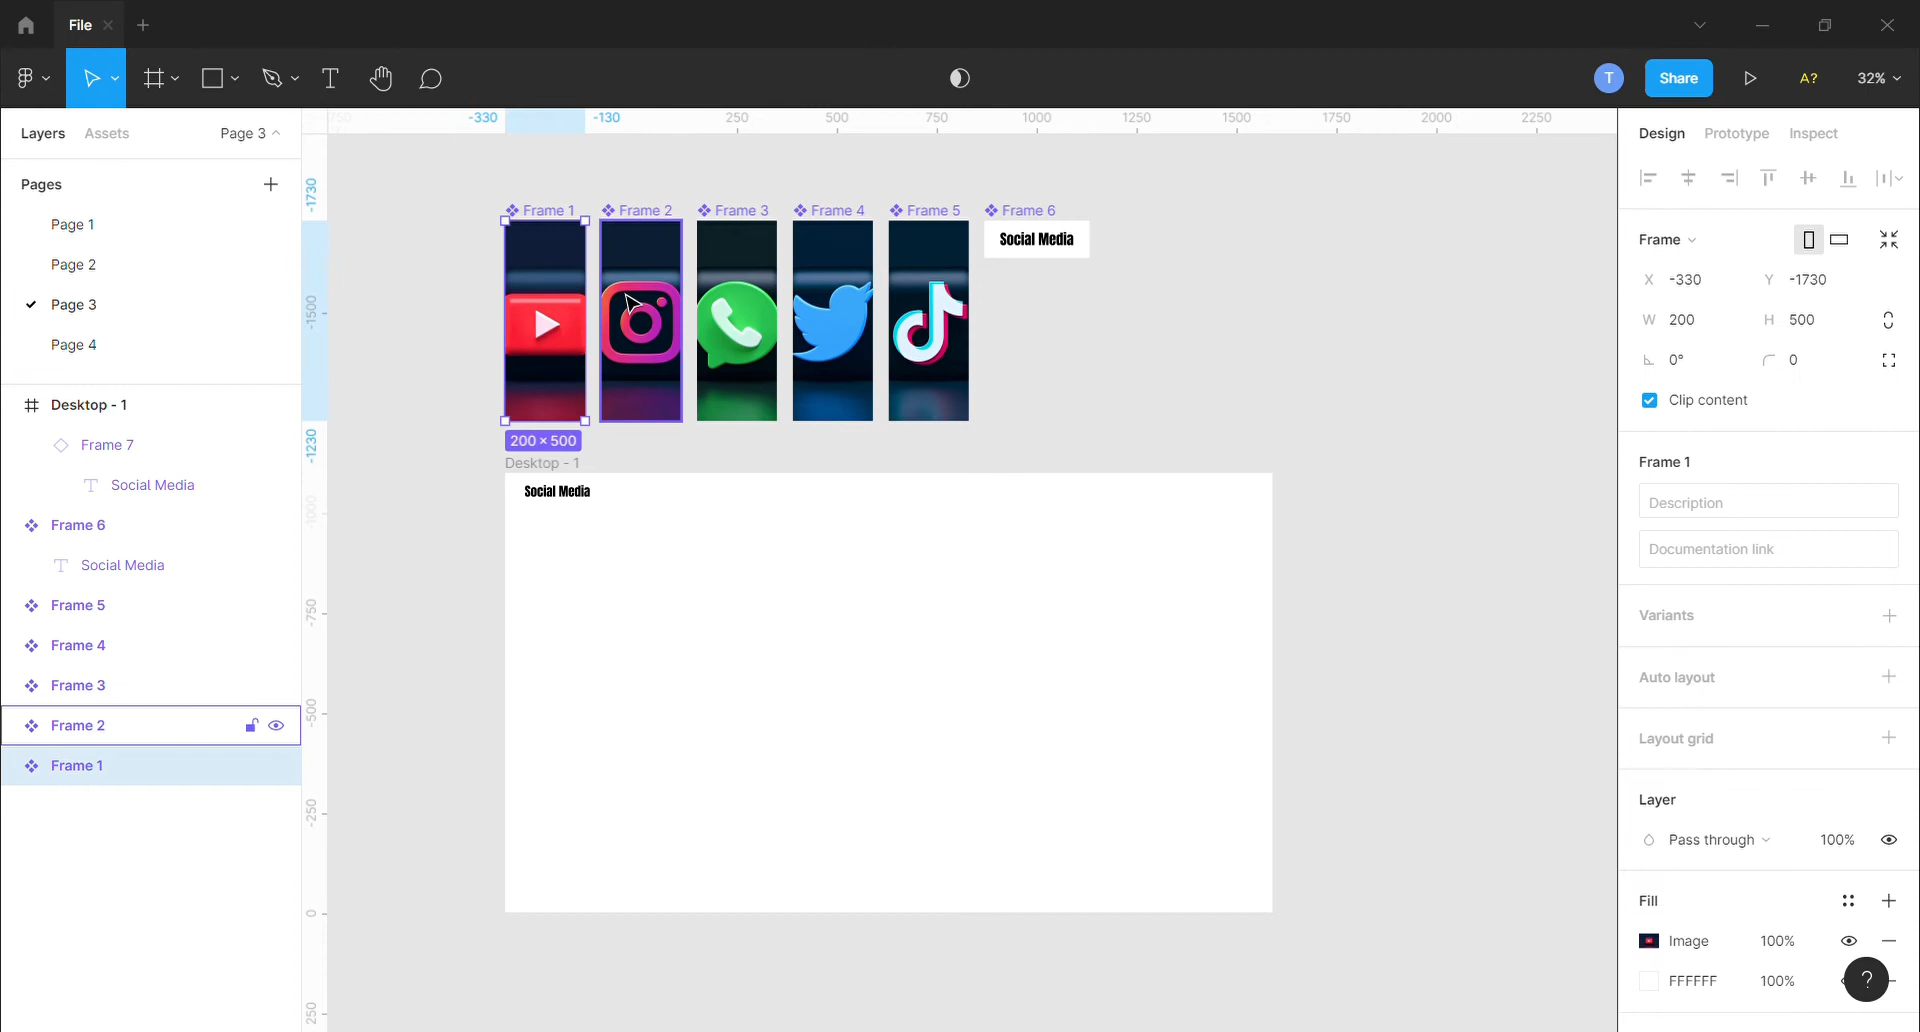 File
Share
A?
32%
T
Layers
Assets
Page 3
Pages
Page 1
Page 2
Page 3
Page 4
Desktop - 1
Frame 7
Social Media
Frame 6
Social Media
Frame 5
Frame 4
Frame 3
Frame 2
Frame 1
-330
-130
250
500
750
1000
1250
1500
1750
2000
2250
-1730
-1500
-1230
-1000
-750
-500
-250
0
250
Frame 1
Frame 2
Frame 3
Frame 4
Frame 5
Frame 6
Social Media
200 × 500
Desktop - 1
Social Media
Design
Prototype
Inspect
Frame
X -330
Y -1730
W 200
H 500
0°
0
Clip content
Frame 1
Description
Documentation link
Variants
Auto layout
Layout grid
Layer
Pass through
100%
Fill
Image
100%
FFFFFF
100%
?